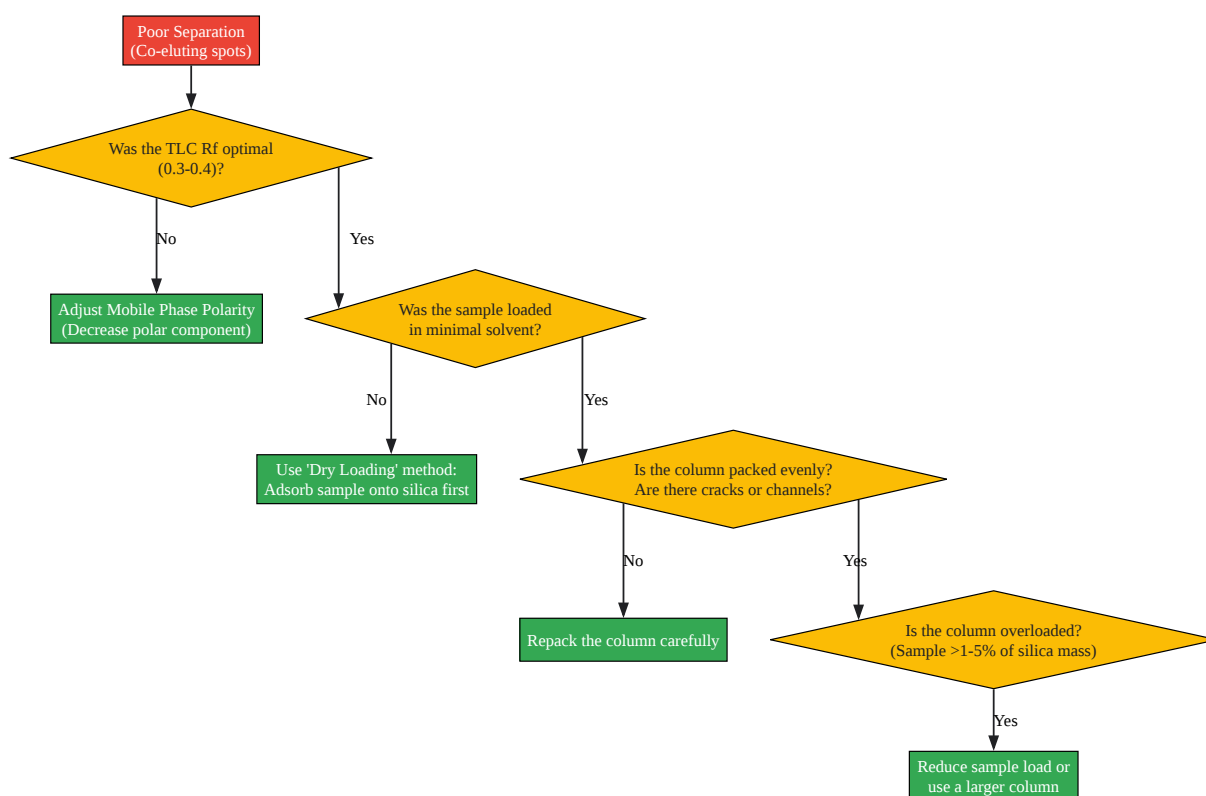 Poor Separation
(Co-eluting spots)
Was the TLC Rf optimal
(0.3-0.4)?
No
Yes
Adjust Mobile Phase Polarity
(Decrease polar component)
Was the sample loaded
in minimal solvent?
No
Yes
Use 'Dry Loading' method:
Adsorb sample onto silica first
Is the column packed evenly?
Are there cracks or channels?
No
Yes
Repack the column carefully
Is the column overloaded?
(Sample >1-5% of silica mass)
Yes
Reduce sample load or
use a larger column